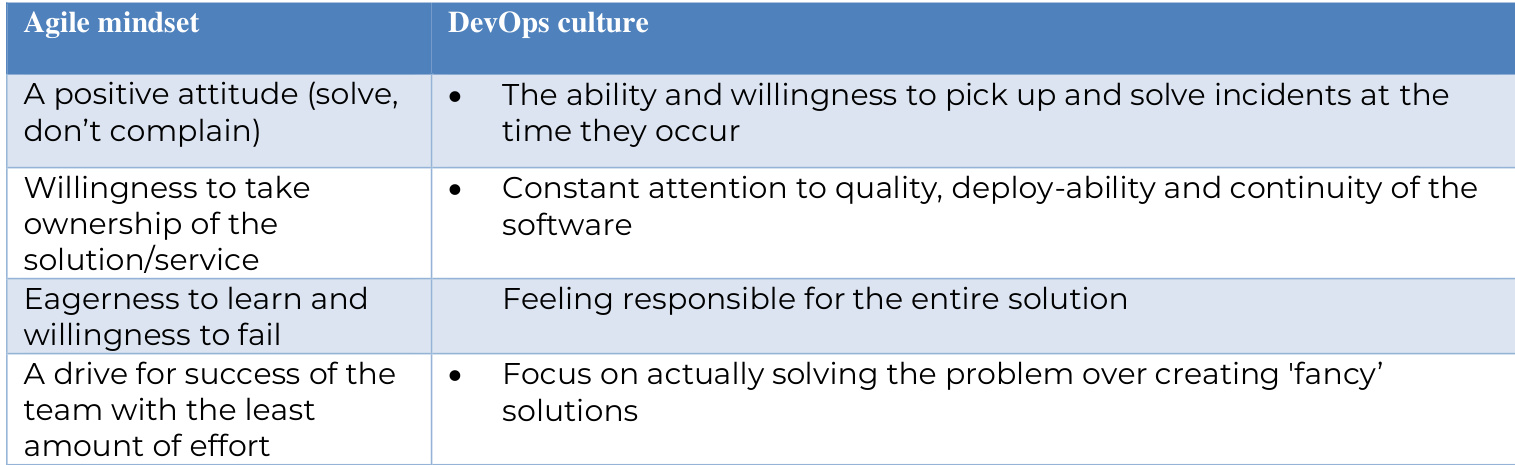 Agile mindset
DevOps culture
A positive attitude (solve,
don’t complain)
• The ability and willingness to pick up and solve incidents at the
time they occur
Willingness to take
ownership of the
solution/service
• Constant attention to quality, deploy-ability and continuity of the
software
Eagerness to learn and
willingness to fail
Feeling responsible for the entire solution
A drive for success of the
team with the least
amount of effort
• Focus on actually solving the problem over creating 'fancy’
solutions